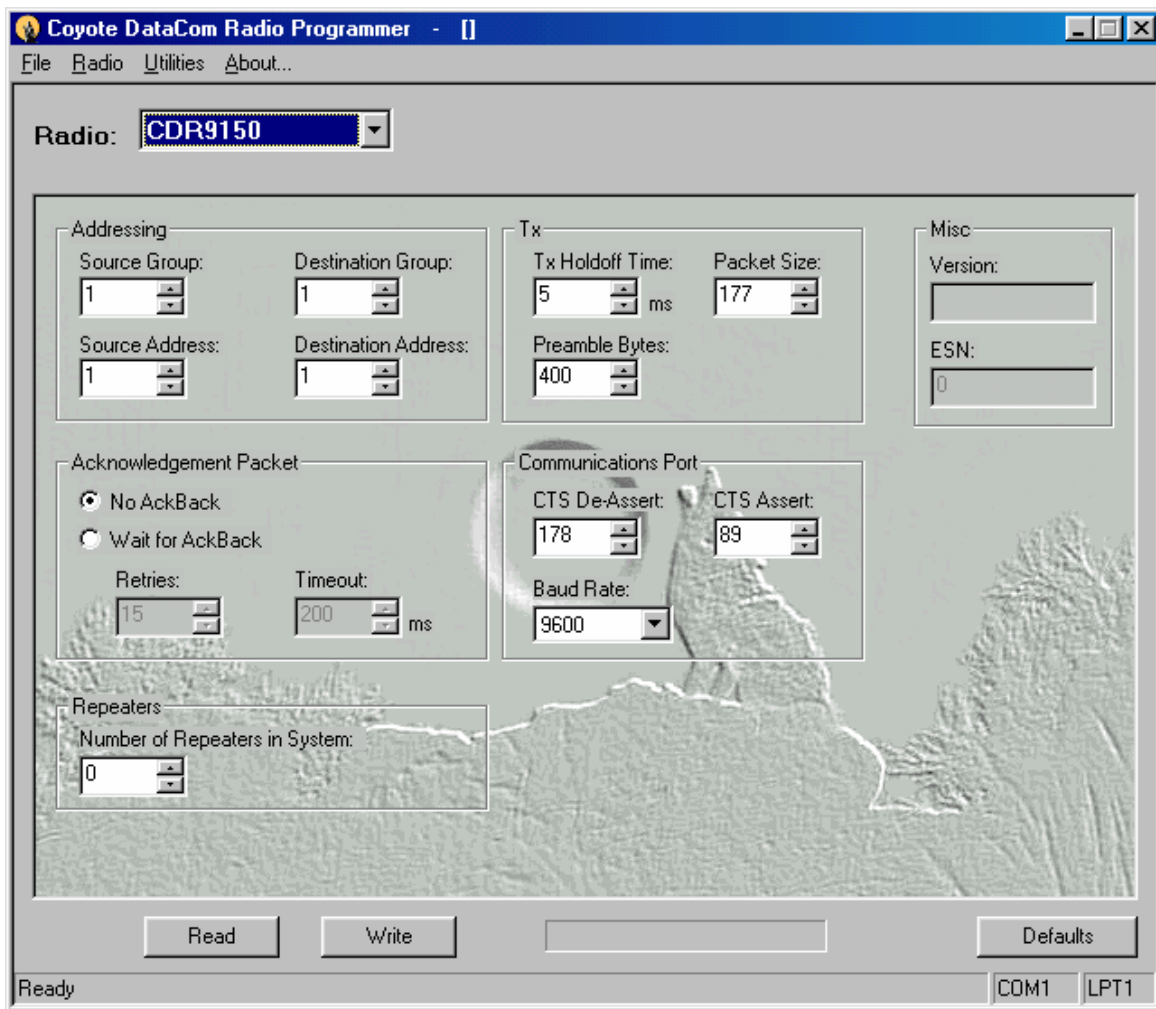 Coyote DataCom Radio Programmer - []
File Radio Utilities About...
Radio: CDR9150
Addressing
Source Group: Destination Group:
1 1
Source Address: Destination Address:
1 1
Tx
Tx Holdoff Time: Packet Size:
5 ms 177
Preamble Bytes:
400
Misc
Version:
ESN:
0
Acknowledgement Packet
No AckBack
Wait for AckBack
Retries: Timeout:
15 200 ms
Communications Port
CTS De-Assert: CTS Assert:
178 89
Baud Rate:
9600
Repeaters
Number of Repeaters in System:
0
Read Write Defaults
Ready COM1 LPT1